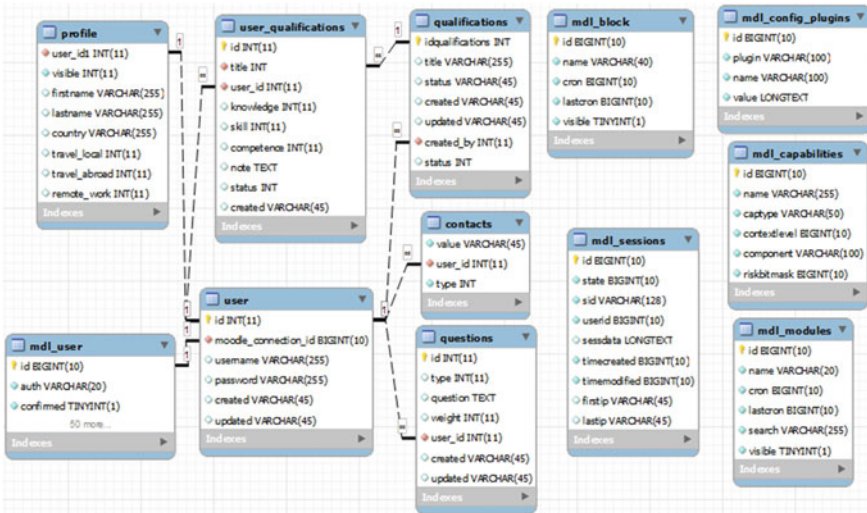 profile
user_id1 INT(11)
visible INT(11)
firstname VARCHAR(255)
lastname VARCHAR(255)
country VARCHAR(255)
travel_local INT(11)
travel_abroad INT(11)
remote_work INT(11)
Indexes
user_qualifications
id INT(11)
title INT
user_id INT(11)
knowledge INT(11)
skill INT(11)
competence INT(11)
note TEXT
status INT
created VARCHAR(45)
Indexes
qualifications
idqualifications INT
title VARCHAR(255)
status VARCHAR(45)
created VARCHAR(45)
updated VARCHAR(45)
created_by INT(11)
status INT
Indexes
mdl_block
id BIGINT(10)
name VARCHAR(40)
cron BIGINT(10)
lastcron BIGINT(10)
visible TINYINT(1)
Indexes
mdl_config_plugins
id BIGINT(10)
plugin VARCHAR(100)
name VARCHAR(100)
value LONGTEXT
Indexes
mdl_capabilities
id BIGINT(10)
name VARCHAR(255)
captype VARCHAR(50)
contextlevel BIGINT(10)
component VARCHAR(100)
riskbitmask BIGINT(10)
Indexes
contacts
value VARCHAR(45)
user_id INT(11)
type INT
Indexes
mdl_sessions
id BIGINT(10)
state BIGINT(10)
sid VARCHAR(128)
userid BIGINT(10)
sessdata LONGTEXT
timecreated BIGINT(10)
timemodified BIGINT(10)
firstip VARCHAR(45)
lastip VARCHAR(45)
Indexes
mdl_user
id BIGINT(10)
auth VARCHAR(20)
confirmed TINYINT(1)
50 more...
Indexes
user
id INT(11)
moodle_connection_id BIGINT(10)
username VARCHAR(255)
password VARCHAR(255)
created VARCHAR(45)
updated VARCHAR(45)
Indexes
questions
id INT(11)
type INT(11)
question TEXT
weight INT(11)
user_id INT(11)
created VARCHAR(45)
updated VARCHAR(45)
Indexes
mdl_modules
id BIGINT(10)
name VARCHAR(20)
cron BIGINT(10)
lastcron BIGINT(10)
search VARCHAR(255)
visible TINYINT(1)
Indexes
1
∞
∞
1
∞
∞
1
1
1
1
∞